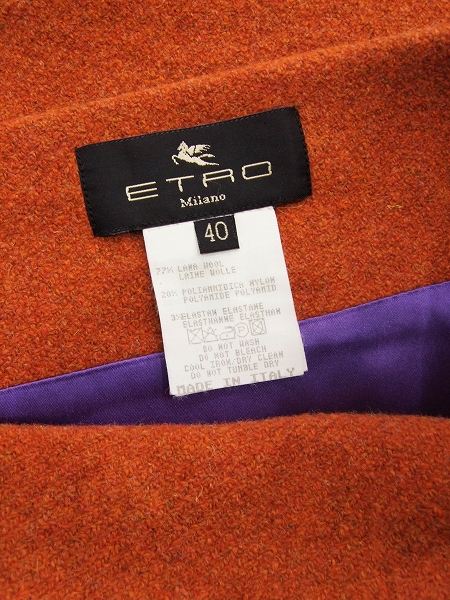 ETRO
Milano
40
77% LANA WOOL
LAINE WOLLE
20% POLIAMMIDICA NYLON
POLYAMIDE POLYAMID
3% ELASTAN ELASTANE
ELASTHANNE ELASTHAN
DO NOT WASH
DO NOT BLEACH
COOL IRON/DRY CLEAN
DO NOT TUMBLE DRY
MADE IN ITALY